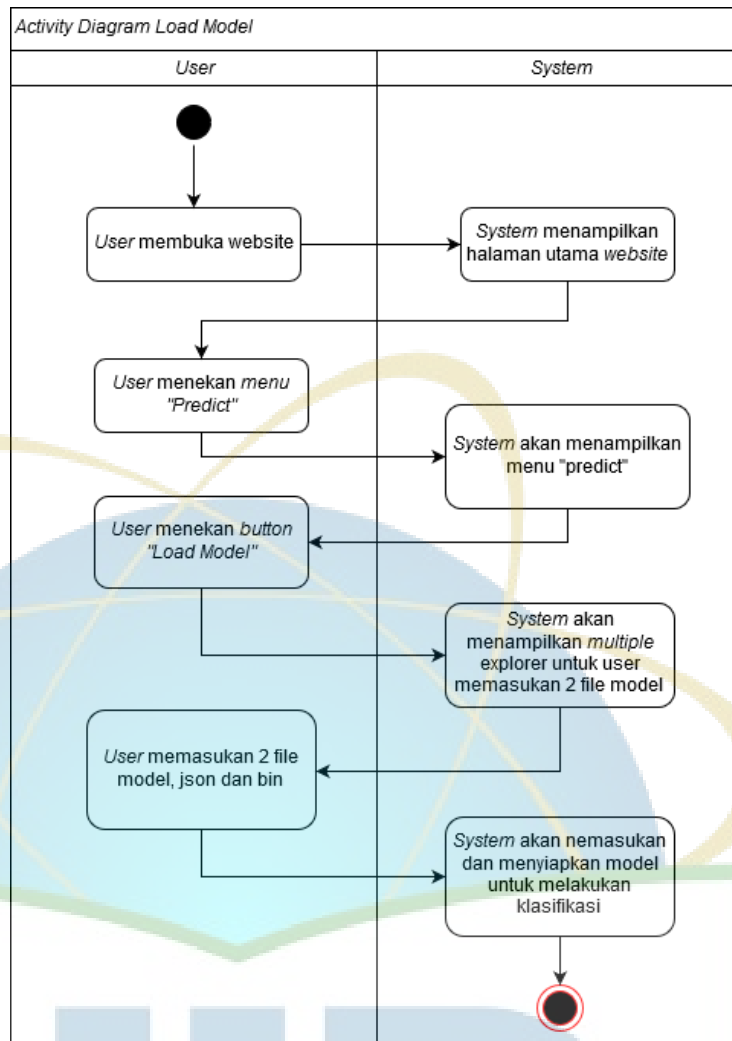 Activity Diagram Load Model
User
System
User membuka website
System menampilkan
halaman utama website
User menekan menu
"Predict"
System akan menampilkan
menu "predict"
User menekan button
"Load Model"
System akan
menampilkan multiple
explorer untuk user
memasukan 2 file model
User memasukan 2 file
model, json dan bin
System akan nemasukan
dan menyiapkan model
untuk melakukan
klasifikasi